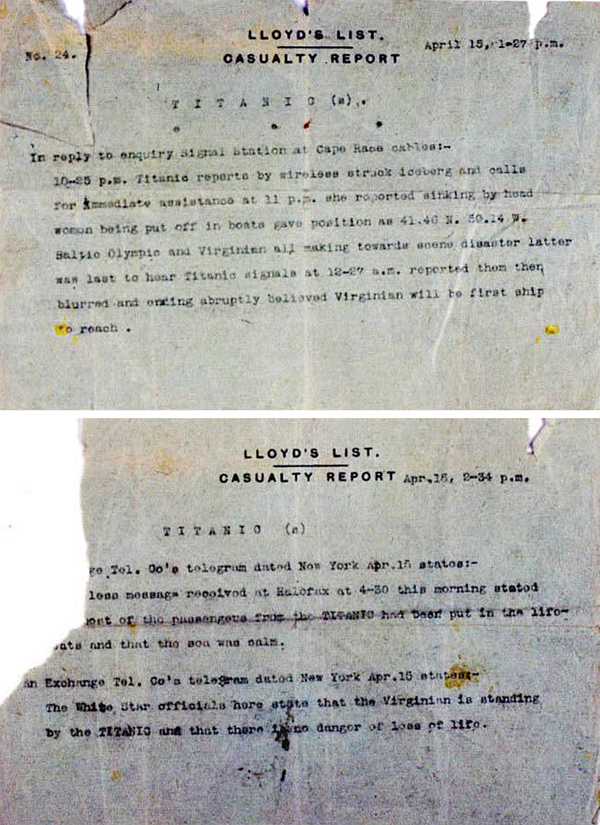 LLOYD'S LIST.
No. 24.
April 15, 1-27 p.m.
CASUALTY REPORT
T I T A N I C (s).
In reply to enquiry Signal Station at Cape Race cables:-
10-25 p.m. Titanic reports by wireless struck iceberg and calls
for immediate assistance at 11 p.m. she reported sinking by head
women being put off in boats gave position as 41.46 N. 50.14 W.
Baltic Olympic and Virginian all making towards scene disaster latter
was last to hear Titanic signals at 12-27 a.m. reported them then
blurred and ending abruptly believed Virginian will be first ship
to reach .
LLOYD'S LIST.
CASUALTY REPORT
Apr.15, 2-34 p.m.
T I T A N I C (s)
ge Tel. Co's telegram dated New York Apr.15 states:-
less message received at Halofax at 4-30 this morning stated
ost of the passengers from the TITANIC had been put in the life-
ats and that the sea was calm.
an Exchange Tel. Co's telegram dated New York Apr.15 states:-
The White Star officials here state that the Virginian is standing
by the TITANIC and that there is no danger of loss of life.